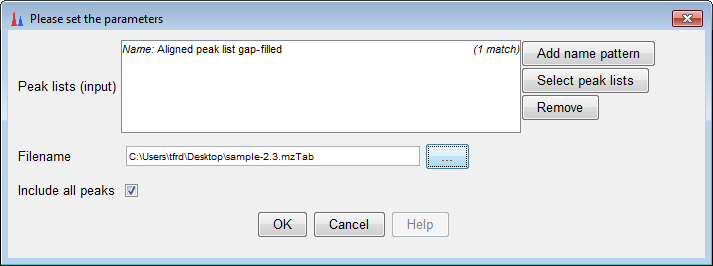 Please set the parameters
Name: Aligned peak list gap-filled (1 match)
Add name pattern
Peak lists (input)
Select peak lists
Remove
Filename C:\Users\tfrd\Desktop\sample-2.3.mzTab ...
Include all peaks
OK Cancel Help